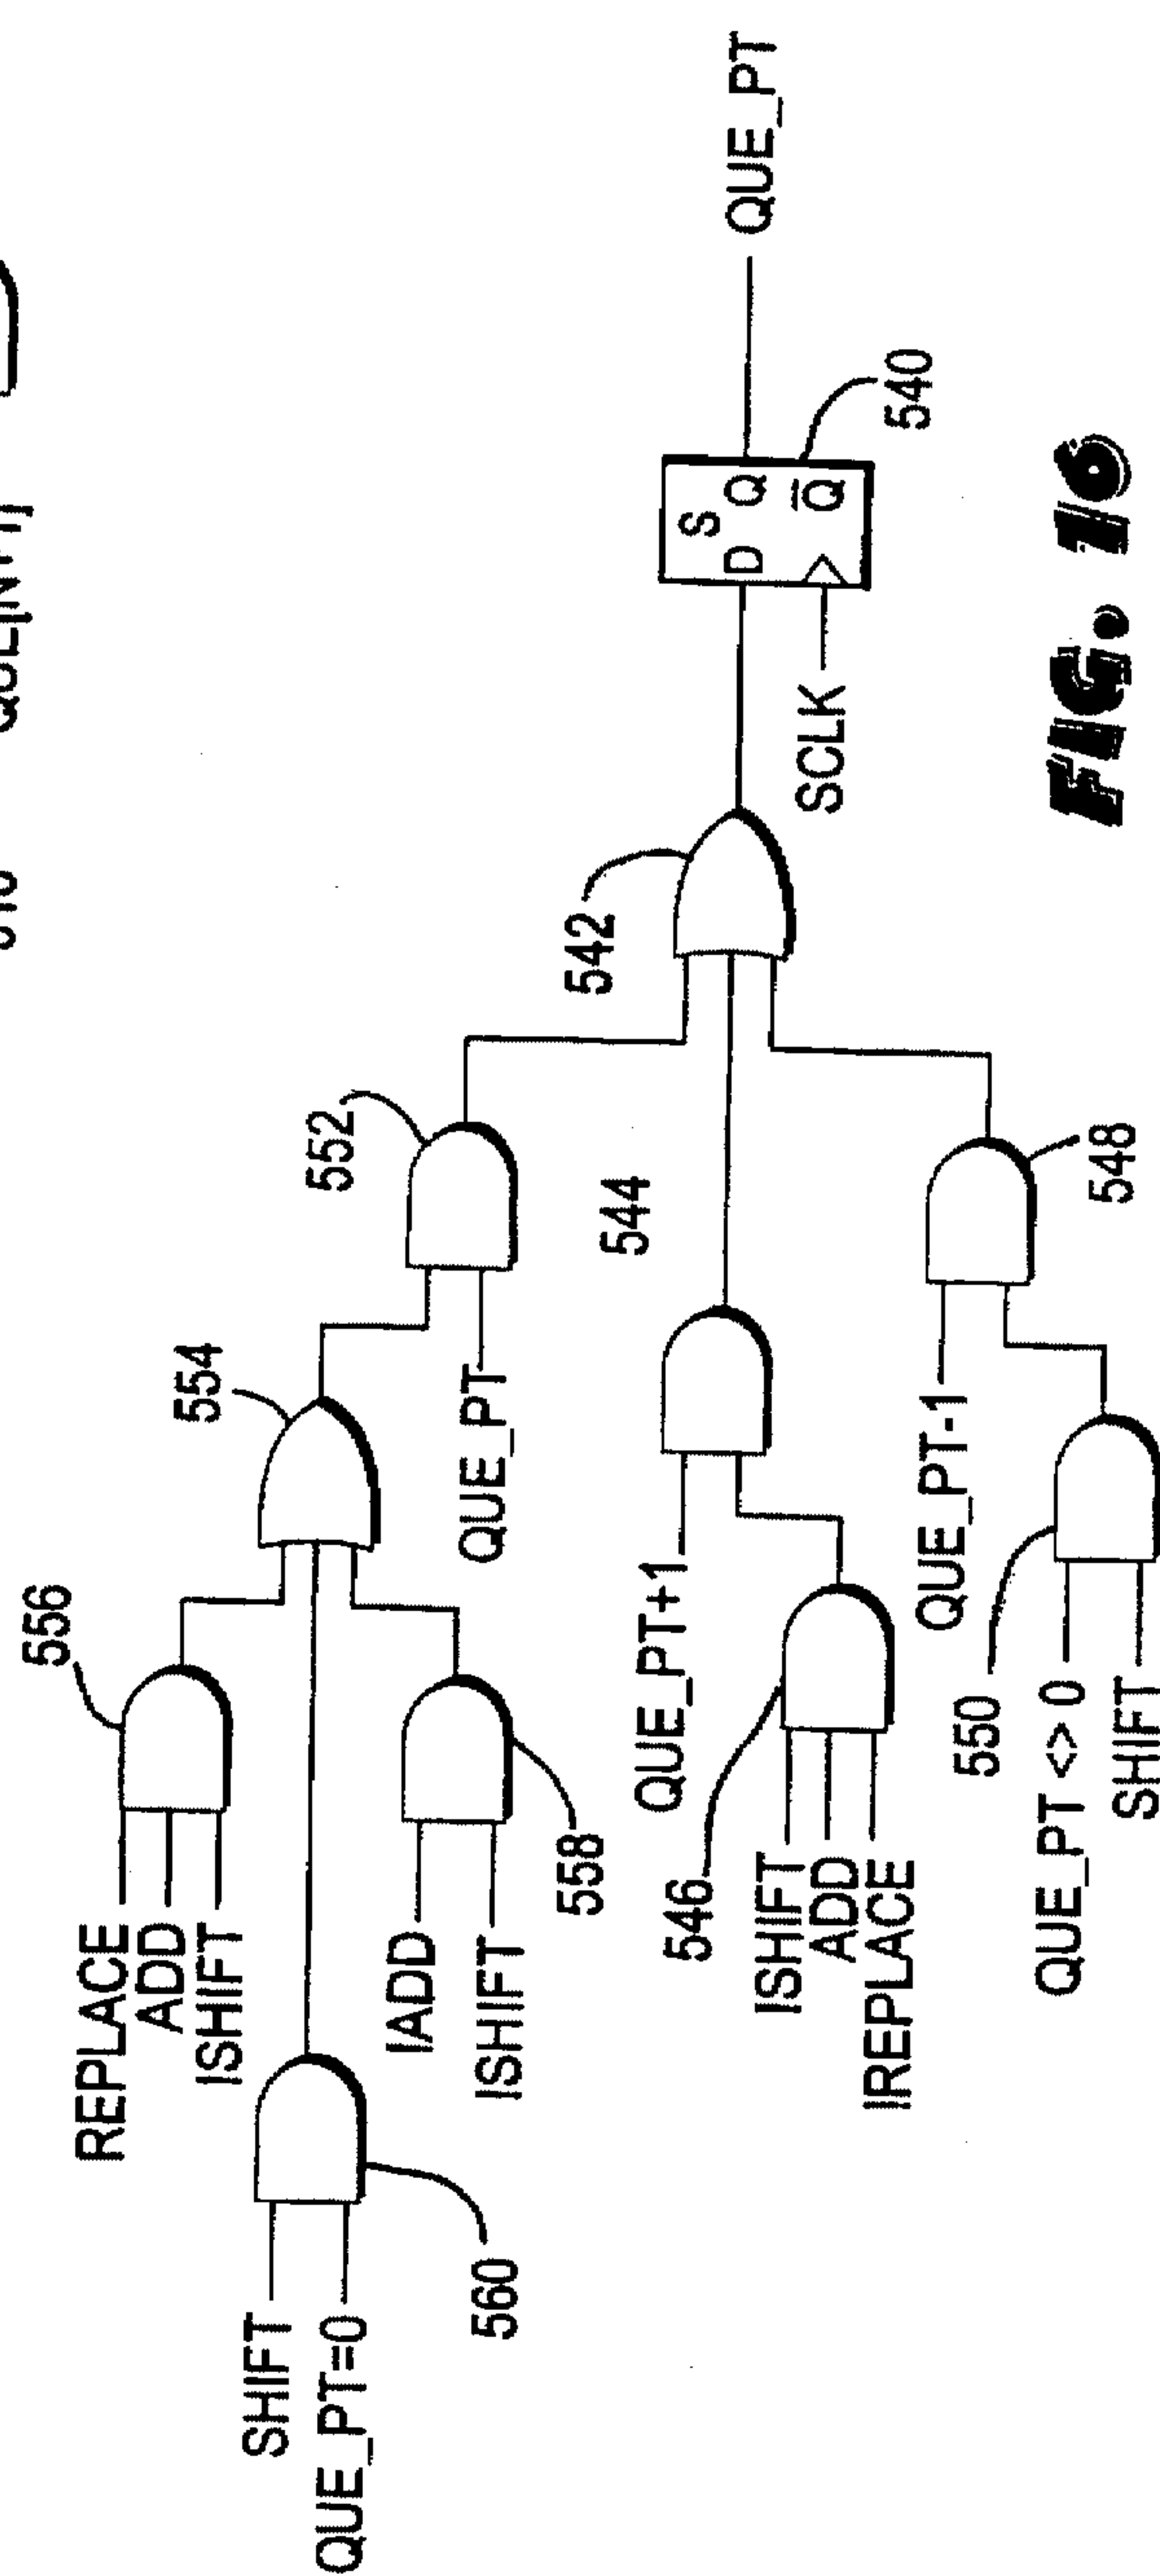 QUE_PT
S
D Q
Q
540
SCLK
542
552
544
548
554
QUE_PT
556
558
QUE_PT+1
546
QUE_PT-1
550
REPLACE
ADD
ISHIFT
IADD
ISHIFT
ISHIFT
ADD
IREPLACE
QUE_PT <> 0
SHIFT
SHIFT
QUE_PT=0
560
FIG. 16